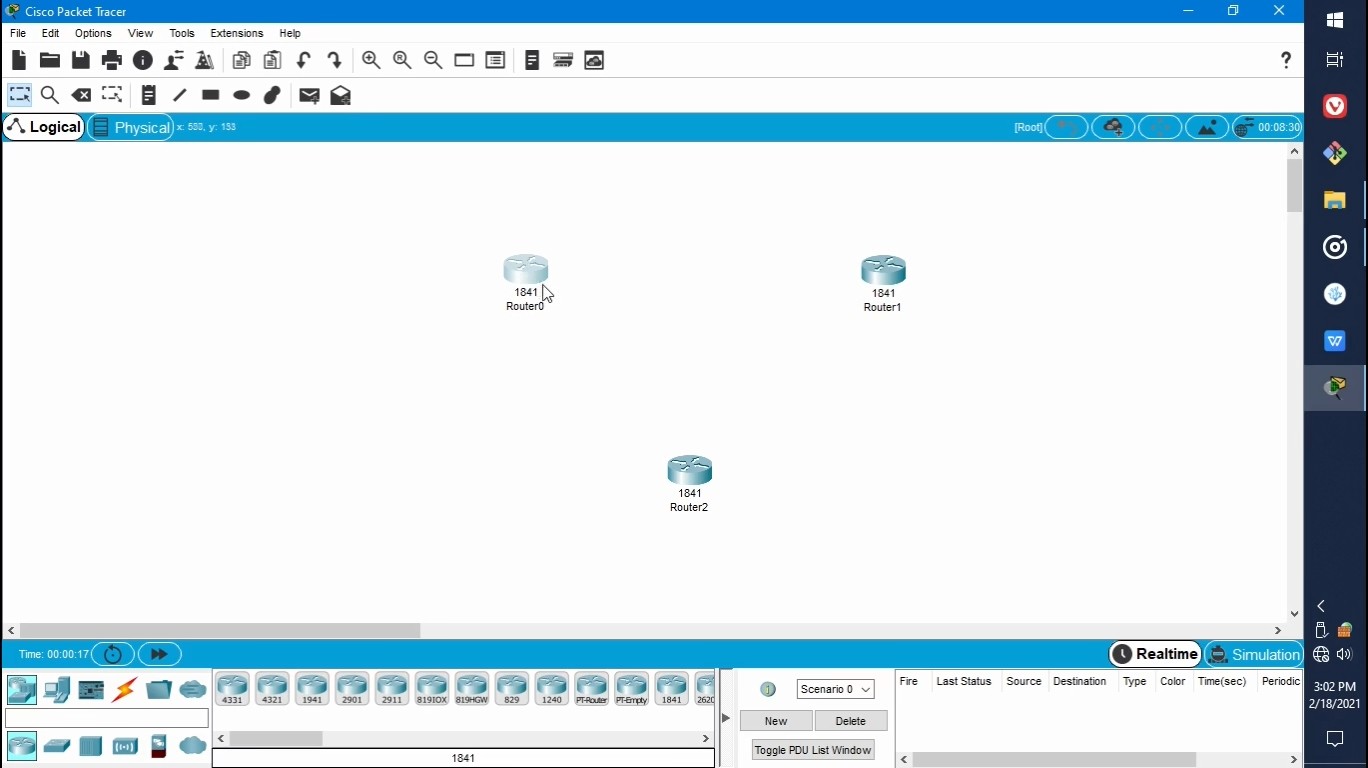 Cisco Packet Tracer
File Edit Options View Tools Extensions Help
?
Logical Physical x: 553, y: 133 [Root] 00:08:30
1841
Router0
1841
Router1
1841
Router2
Time: 00:00:17 Realtime Simulation
4331 4321 1941 2901 2911 819IOX 819HGW 829 1240 PT-Router PT-Empty 1841 2620
1841
Scenario 0
New Delete
Toggle PDU List Window
Fire Last Status Source Destination Type Color Time(sec) Periodic
3:02 PM
2/18/2021